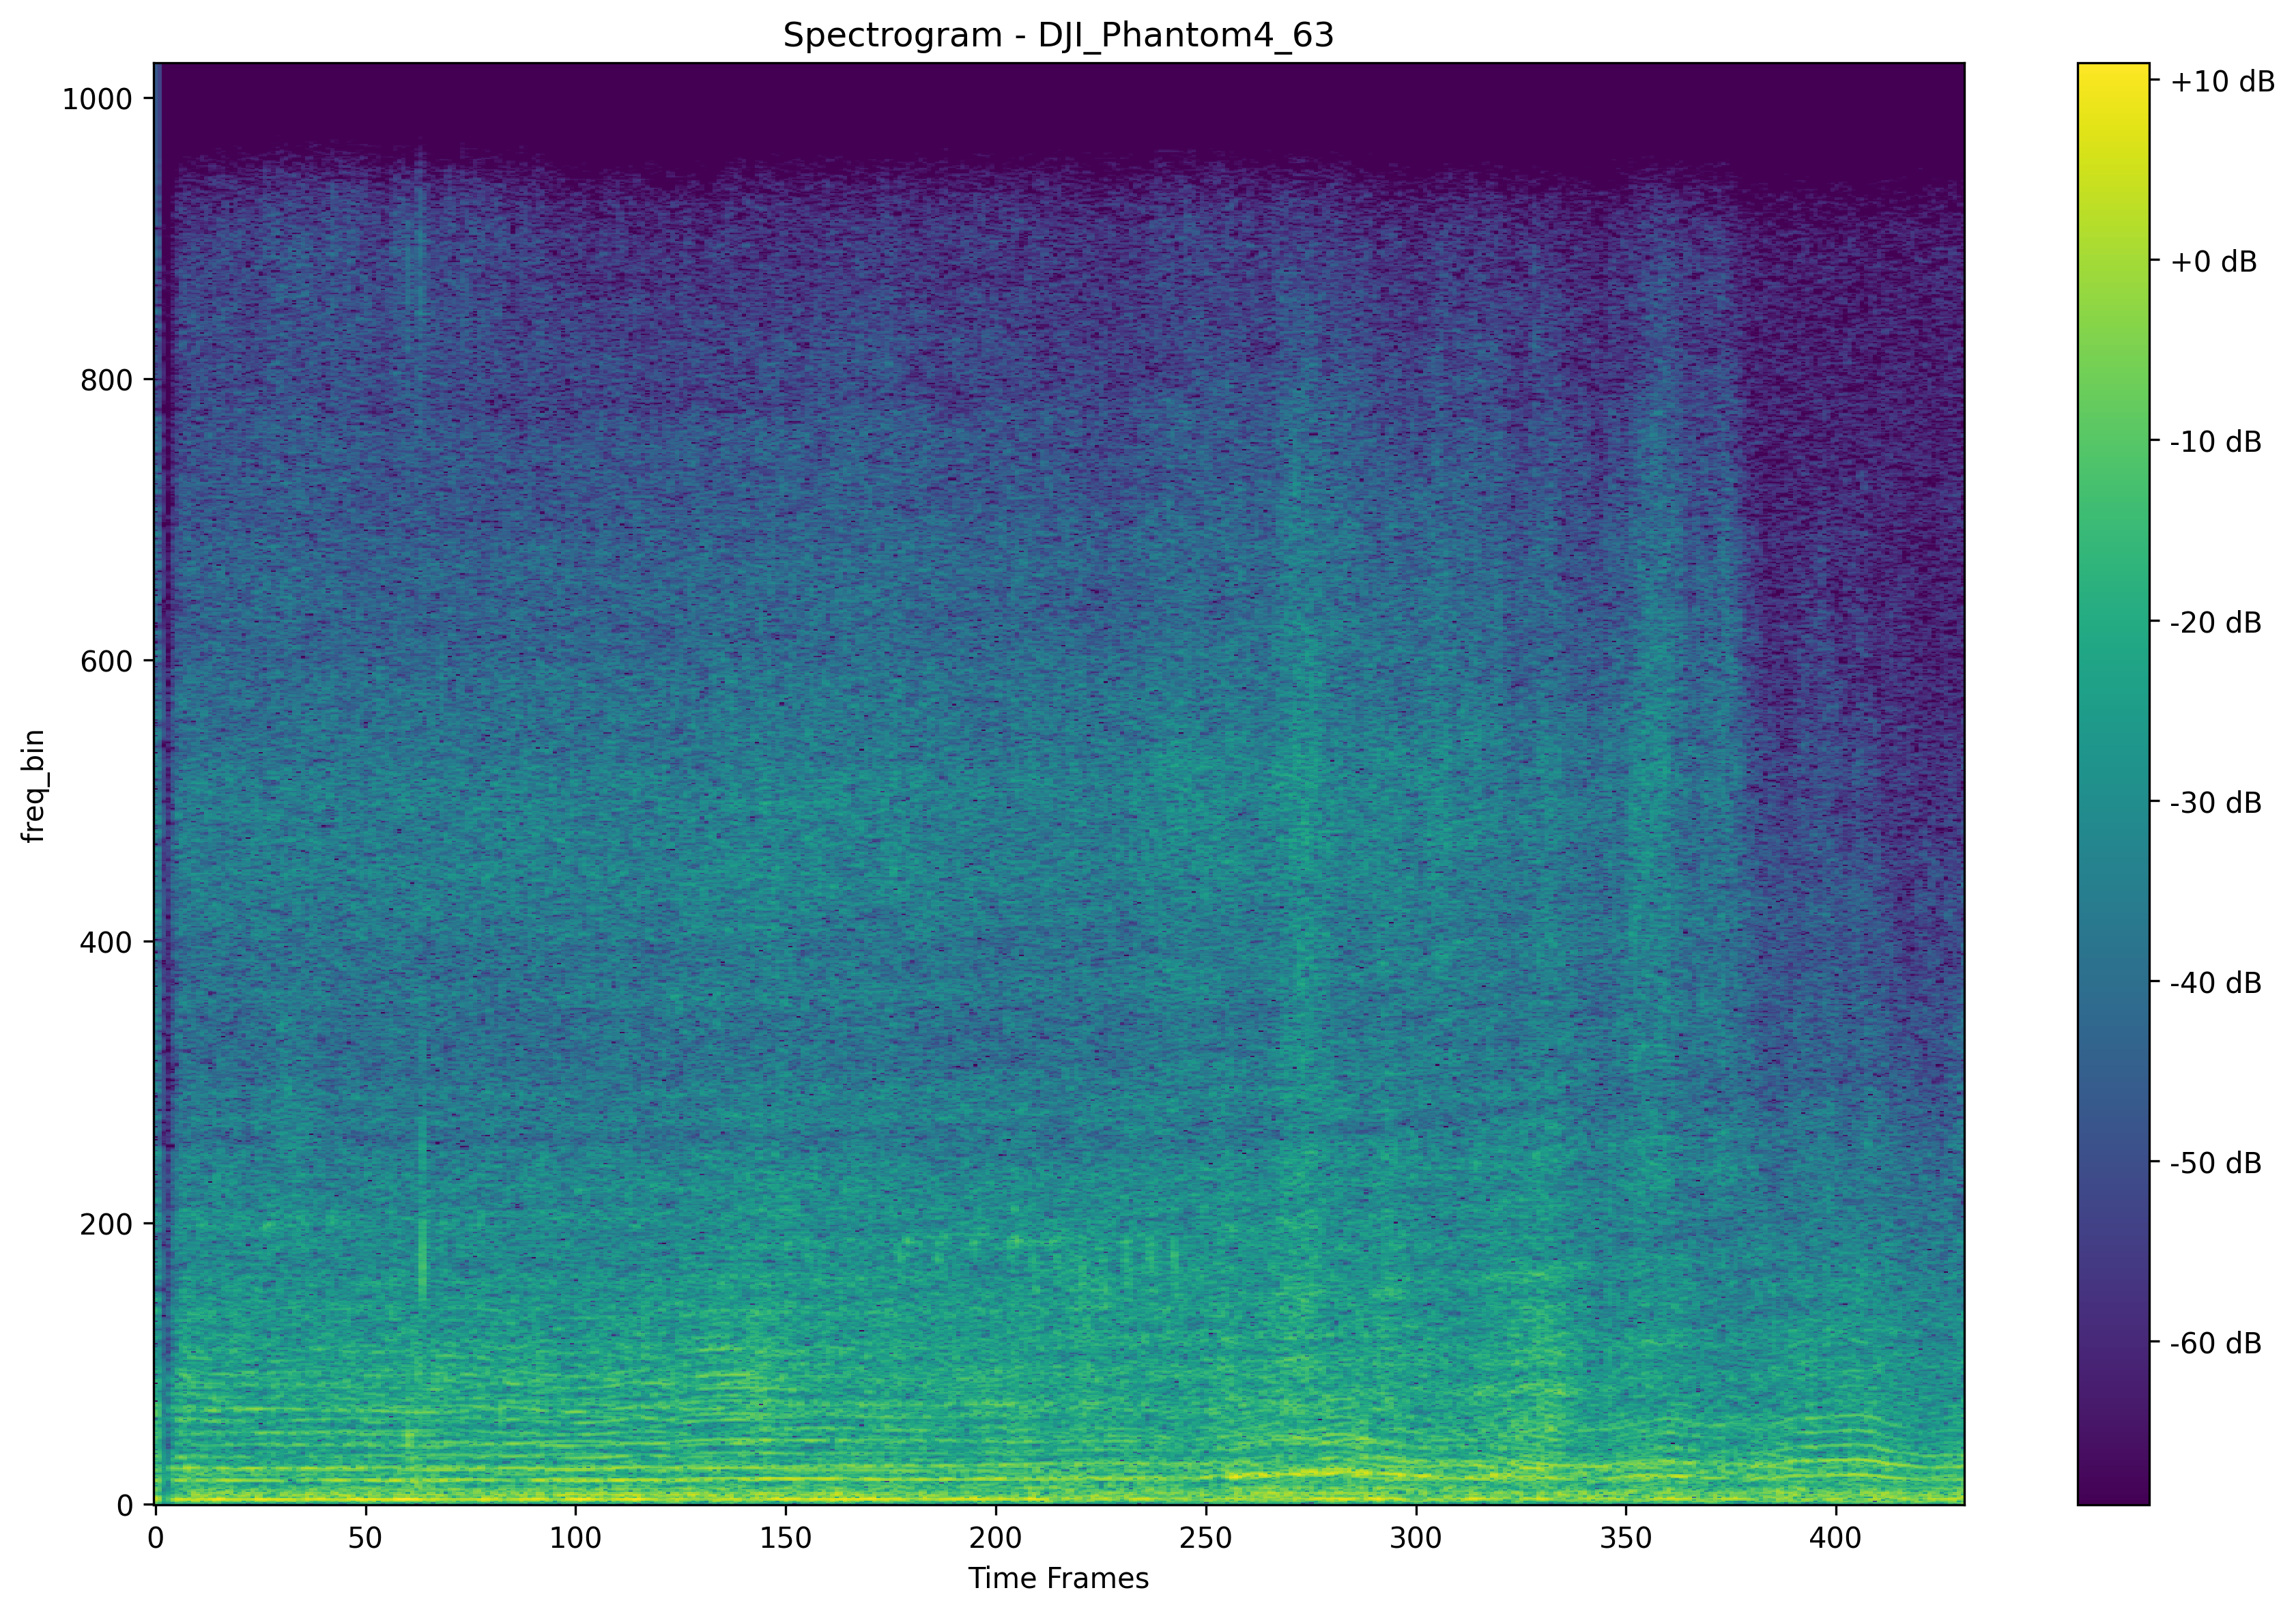 Spectrogram - DJI_Phantom4_63
1000
800
600
400
200
0
freq_bin
0 50 100 150 200 250 300 350 400
Time Frames
+10 dB
+0 dB
-10 dB
-20 dB
-30 dB
-40 dB
-50 dB
-60 dB